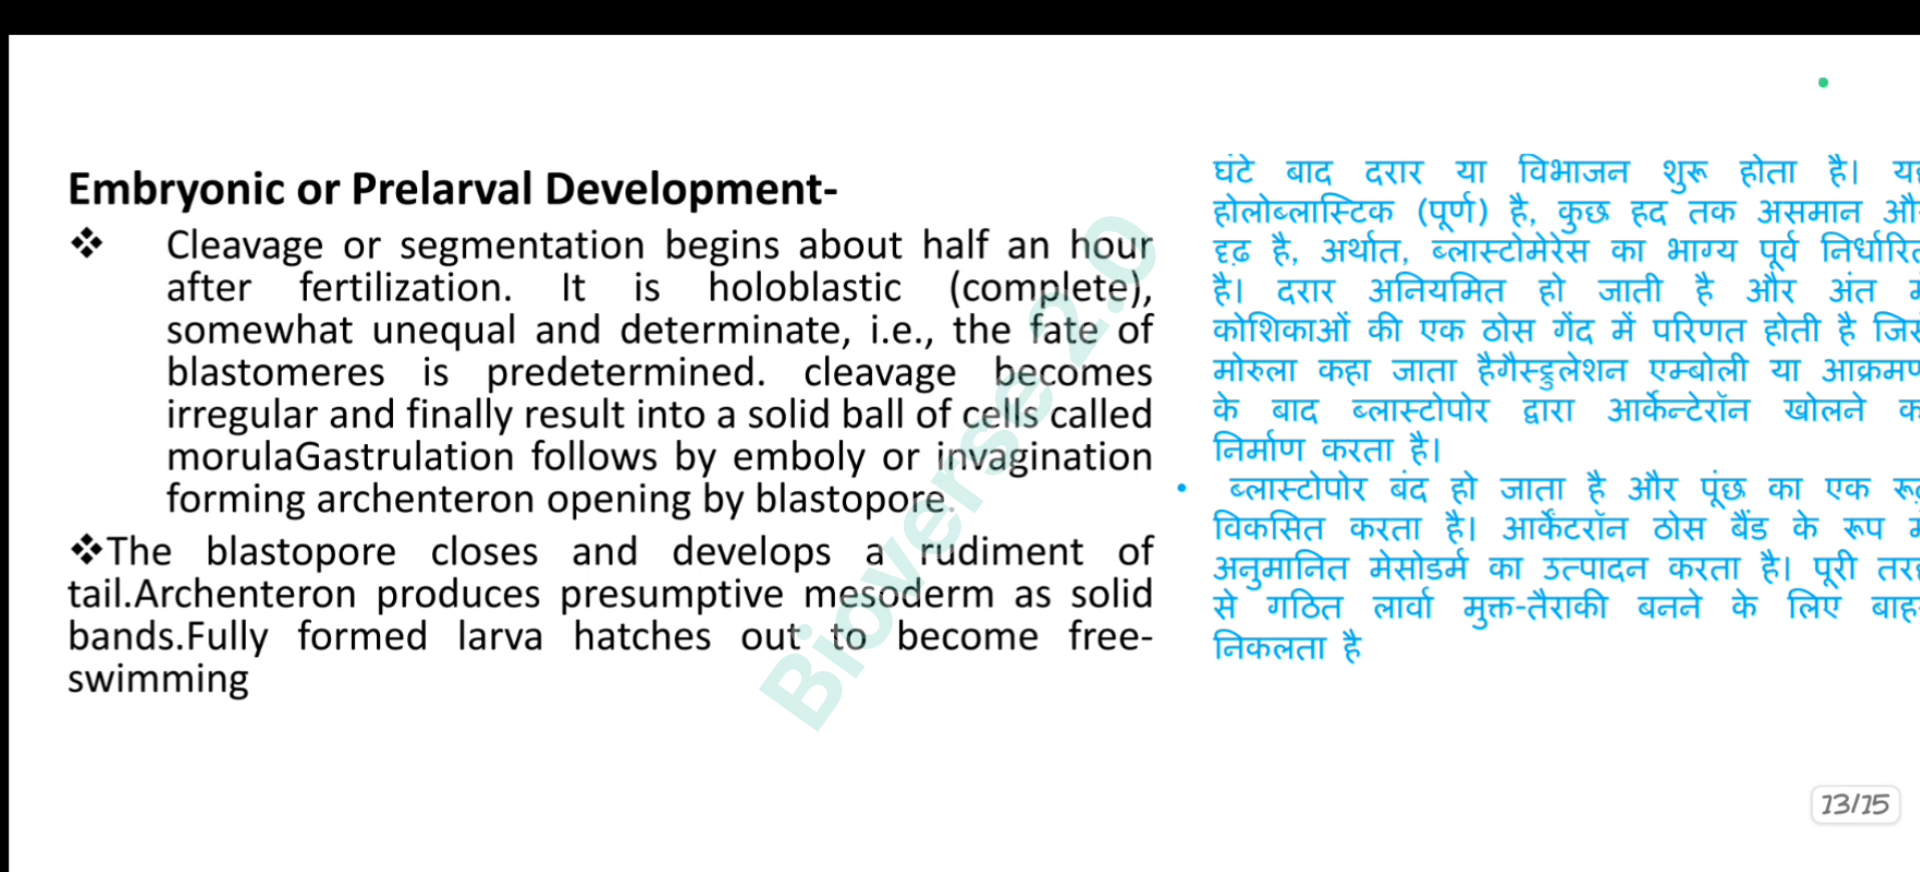 Embryonic or Prelarval Development-
❖ Cleavage or segmentation begins about half an hour
after fertilization. It is holoblastic (complete),
somewhat unequal and determinate, i.e., the fate of
blastomeres is predetermined. cleavage becomes
irregular and finally result into a solid ball of cells called
morulaGastrulation follows by emboly or invagination
forming archenteron opening by blastopore.
❖The blastopore closes and develops a rudiment of
tail.Archenteron produces presumptive mesoderm as solid
bands.Fully formed larva hatches out to become free-
swimming
घंटे बाद दरार या विभाजन शुरू होता है।
होलोब्लास्टिक (पूर्ण) है, कुछ हद तक असमान
दृढ़ है, अर्थात, ब्लास्टोमेरेस का भाग्य पूर्व
है। दरार अनियमित हो जाती है और अंत
कोशिकाओं की एक ठोस गेंद में परिणत होती है
मोरुला कहा जाता हैगैस्ट्रुलेशन एम्बोली या
के बाद ब्लास्टोपोर द्वारा आर्केन्टेरॉन खोलने
निर्माण करता है।
• ब्लास्टोपोर बंद हो जाता है और पूंछ का एक
विकसित करता है। आर्केंटरॉन ठोस बैंड के रूप
अनुमानित मेसोडर्म का उत्पादन करता है। पूरी
से गठित लार्वा मुक्त-तैराकी बनने के लिए
निकलता है
Bioverse 2.0
13/15